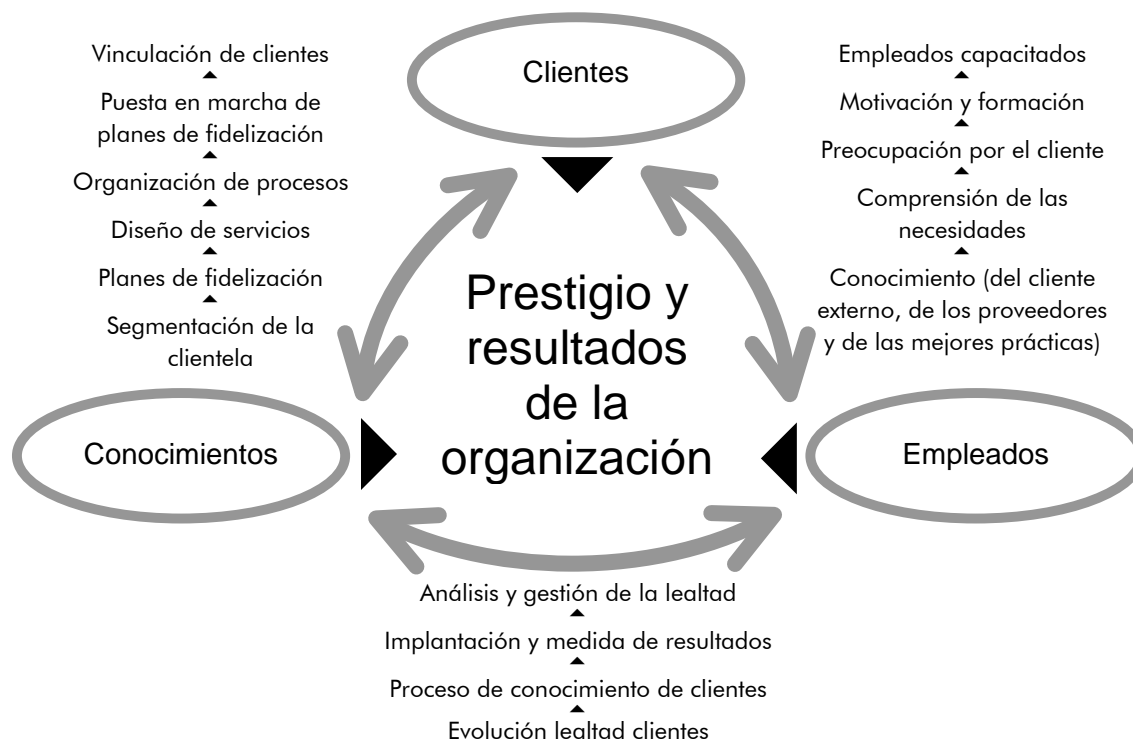 Clientes
Vinculación de clientes
Puesta en marcha de
planes de fidelización
Organización de procesos
Diseño de servicios
Planes de fidelización
Segmentación de la
clientela
Empleados capacitados
Motivación y formación
Preocupación por el cliente
Comprensión de las
necesidades
Conocimiento (del cliente
externo, de los proveedores
y de las mejores prácticas)
Prestigio y
resultados
de la
organización
Conocimientos
Empleados
Análisis y gestión de la lealtad
Implantación y medida de resultados
Proceso de conocimiento de clientes
Evolución lealtad clientes